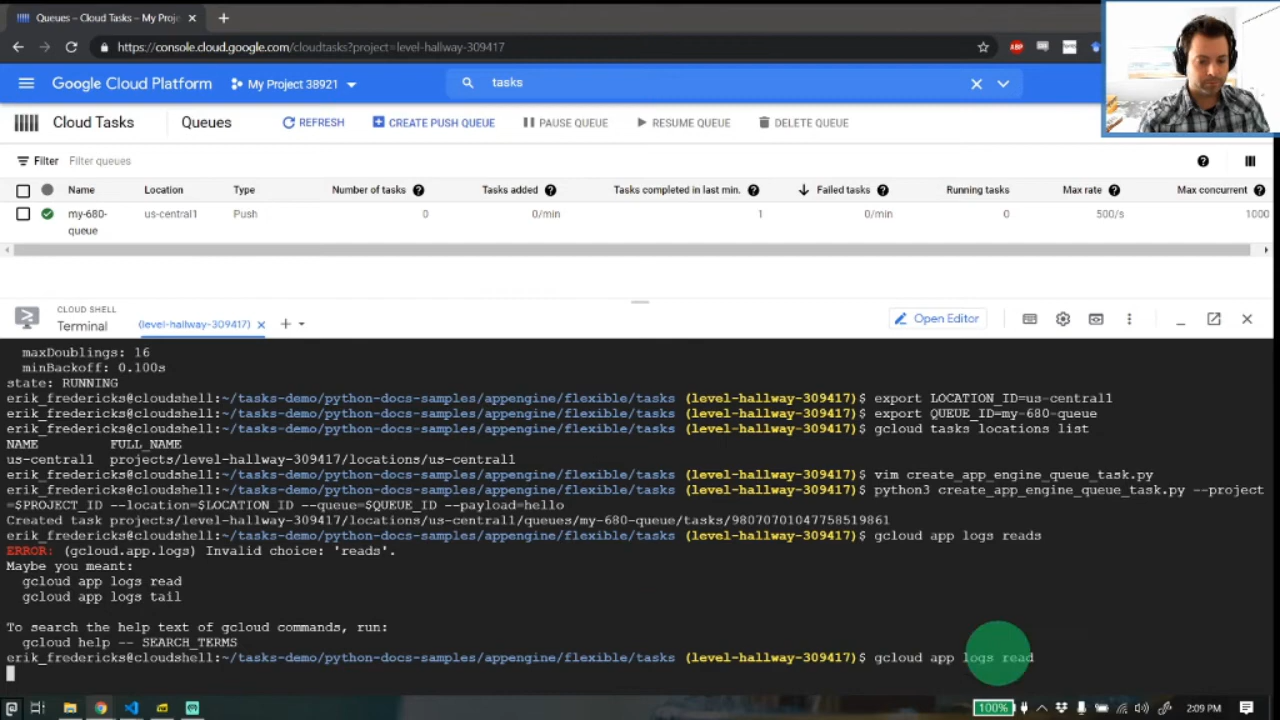 Queues – Cloud Tasks – My Proj
https://console.cloud.google.com/cloudtasks?project=level-hallway-309417
ABP
Google Cloud Platform My Project 38921 tasks
Cloud Tasks Queues REFRESH CREATE PUSH QUEUE PAUSE QUEUE RESUME QUEUE DELETE QUEUE
Filter Filter queues
Name Location Type Number of tasks Tasks added Tasks completed in last min. Failed tasks Running tasks Max rate Max concurrent
my-680- us-central1 Push 0 0/min 1 0/min 0 500/s 1000
queue
CLOUD SHELL
Terminal (level-hallway-309417) Open Editor
maxDoublings: 16
minBackoff: 0.100s
state: RUNNING
erik_fredericks@cloudshell:~/tasks-demo/python-docs-samples/appengine/flexible/tasks (level-hallway-309417)$ export LOCATION_ID=us-central1
erik_fredericks@cloudshell:~/tasks-demo/python-docs-samples/appengine/flexible/tasks (level-hallway-309417)$ export QUEUE_ID=my-680-queue
erik_fredericks@cloudshell:~/tasks-demo/python-docs-samples/appengine/flexible/tasks (level-hallway-309417)$ gcloud tasks locations list
NAME FULL_NAME
us-central1 projects/level-hallway-309417/locations/us-central1
erik_fredericks@cloudshell:~/tasks-demo/python-docs-samples/appengine/flexible/tasks (level-hallway-309417)$ vim create_app_engine_queue_task.py
erik_fredericks@cloudshell:~/tasks-demo/python-docs-samples/appengine/flexible/tasks (level-hallway-309417)$ python3 create_app_engine_queue_task.py --project
=$PROJECT_ID --location=$LOCATION_ID --queue=$QUEUE_ID --payload=hello
Created task projects/level-hallway-309417/locations/us-central1/queues/my-680-queue/tasks/98070701047758519861
erik_fredericks@cloudshell:~/tasks-demo/python-docs-samples/appengine/flexible/tasks (level-hallway-309417)$ gcloud app logs reads
ERROR: (gcloud.app.logs) Invalid choice: 'reads'.
Maybe you meant:
gcloud app logs read
gcloud app logs tail
To search the help text of gcloud commands, run:
gcloud help -- SEARCH_TERMS
erik_fredericks@cloudshell:~/tasks-demo/python-docs-samples/appengine/flexible/tasks (level-hallway-309417)$ gcloud app logs read
100% 2:09 PM